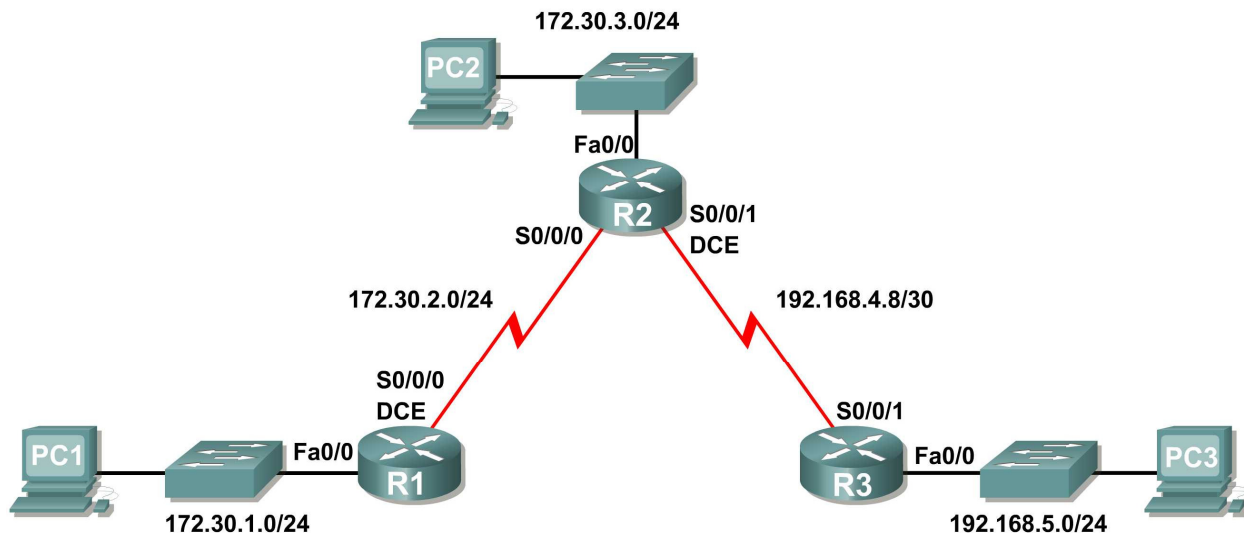 172.30.3.0/24
PC2
Fa0/0
R2
S0/0/1
DCE
S0/0/0
172.30.2.0/24
192.168.4.8/30
S0/0/0
DCE
S0/0/1
PC1
Fa0/0
R1
R3
Fa0/0
PC3
172.30.1.0/24
192.168.5.0/24